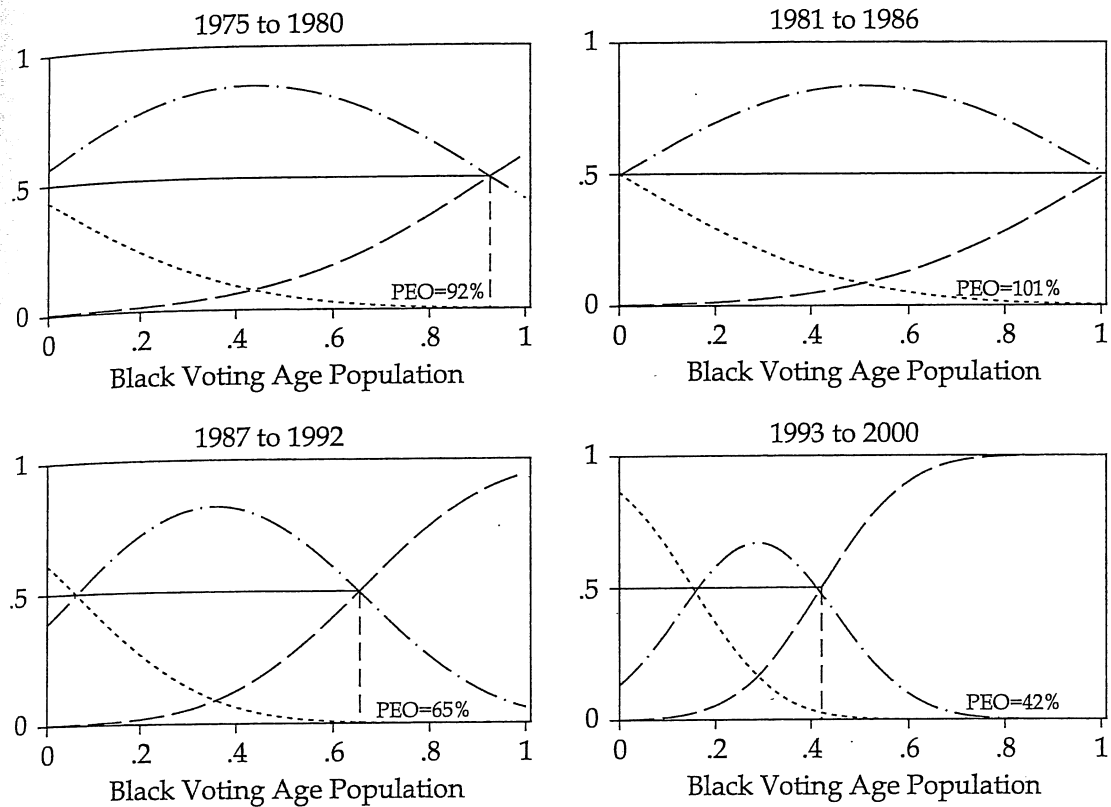 1975 to 1980
1
.5
0
PEO=92%
0 .2 .4 .6 .8 1
Black Voting Age Population
1981 to 1986
1
.5
0
PEO=101%
0 .2 .4 .6 .8 1
Black Voting Age Population
1987 to 1992
1
.5
0
PEO=65%
0 .2 .4 .6 .8 1
Black Voting Age Population
1993 to 2000
1
.5
0
PEO=42%
0 .2 .4 .6 .8 1
Black Voting Age Population